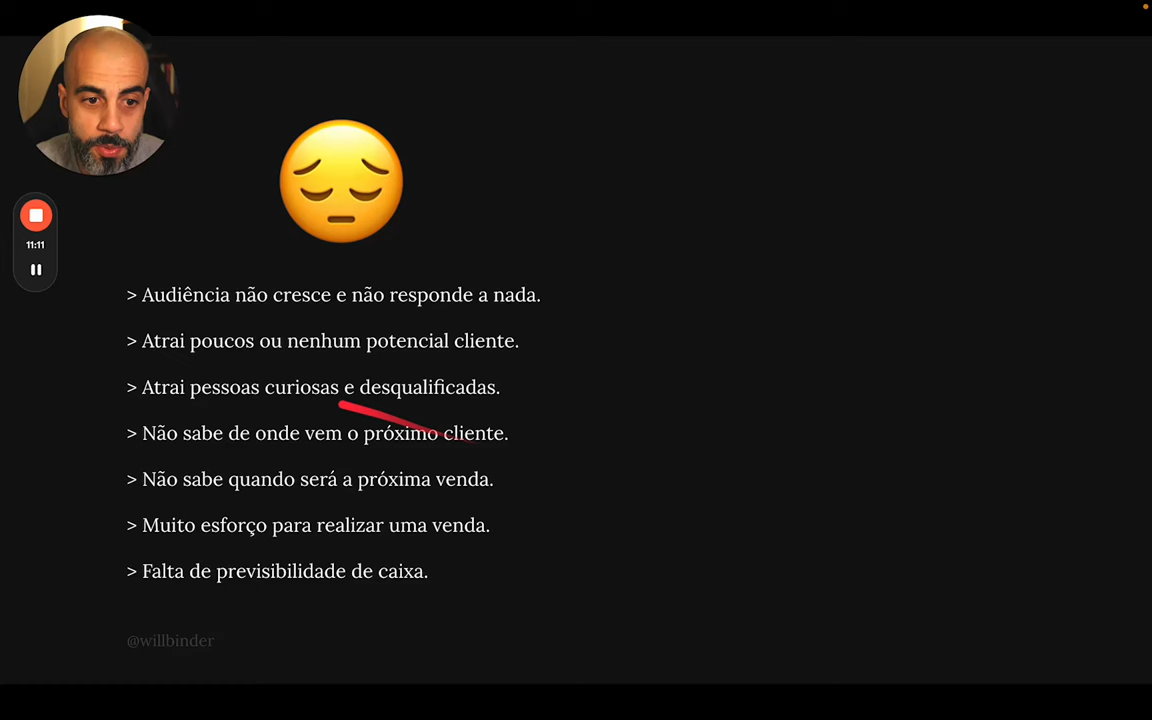 11:11
> Audiência não cresce e não responde a nada.
> Atrai poucos ou nenhum potencial cliente.
> Atrai pessoas curiosas e desqualificadas.
> Não sabe de onde vem o próximo cliente.
> Não sabe quando será a próxima venda.
> Muito esforço para realizar uma venda.
> Falta de previsibilidade de caixa.
@willbinder